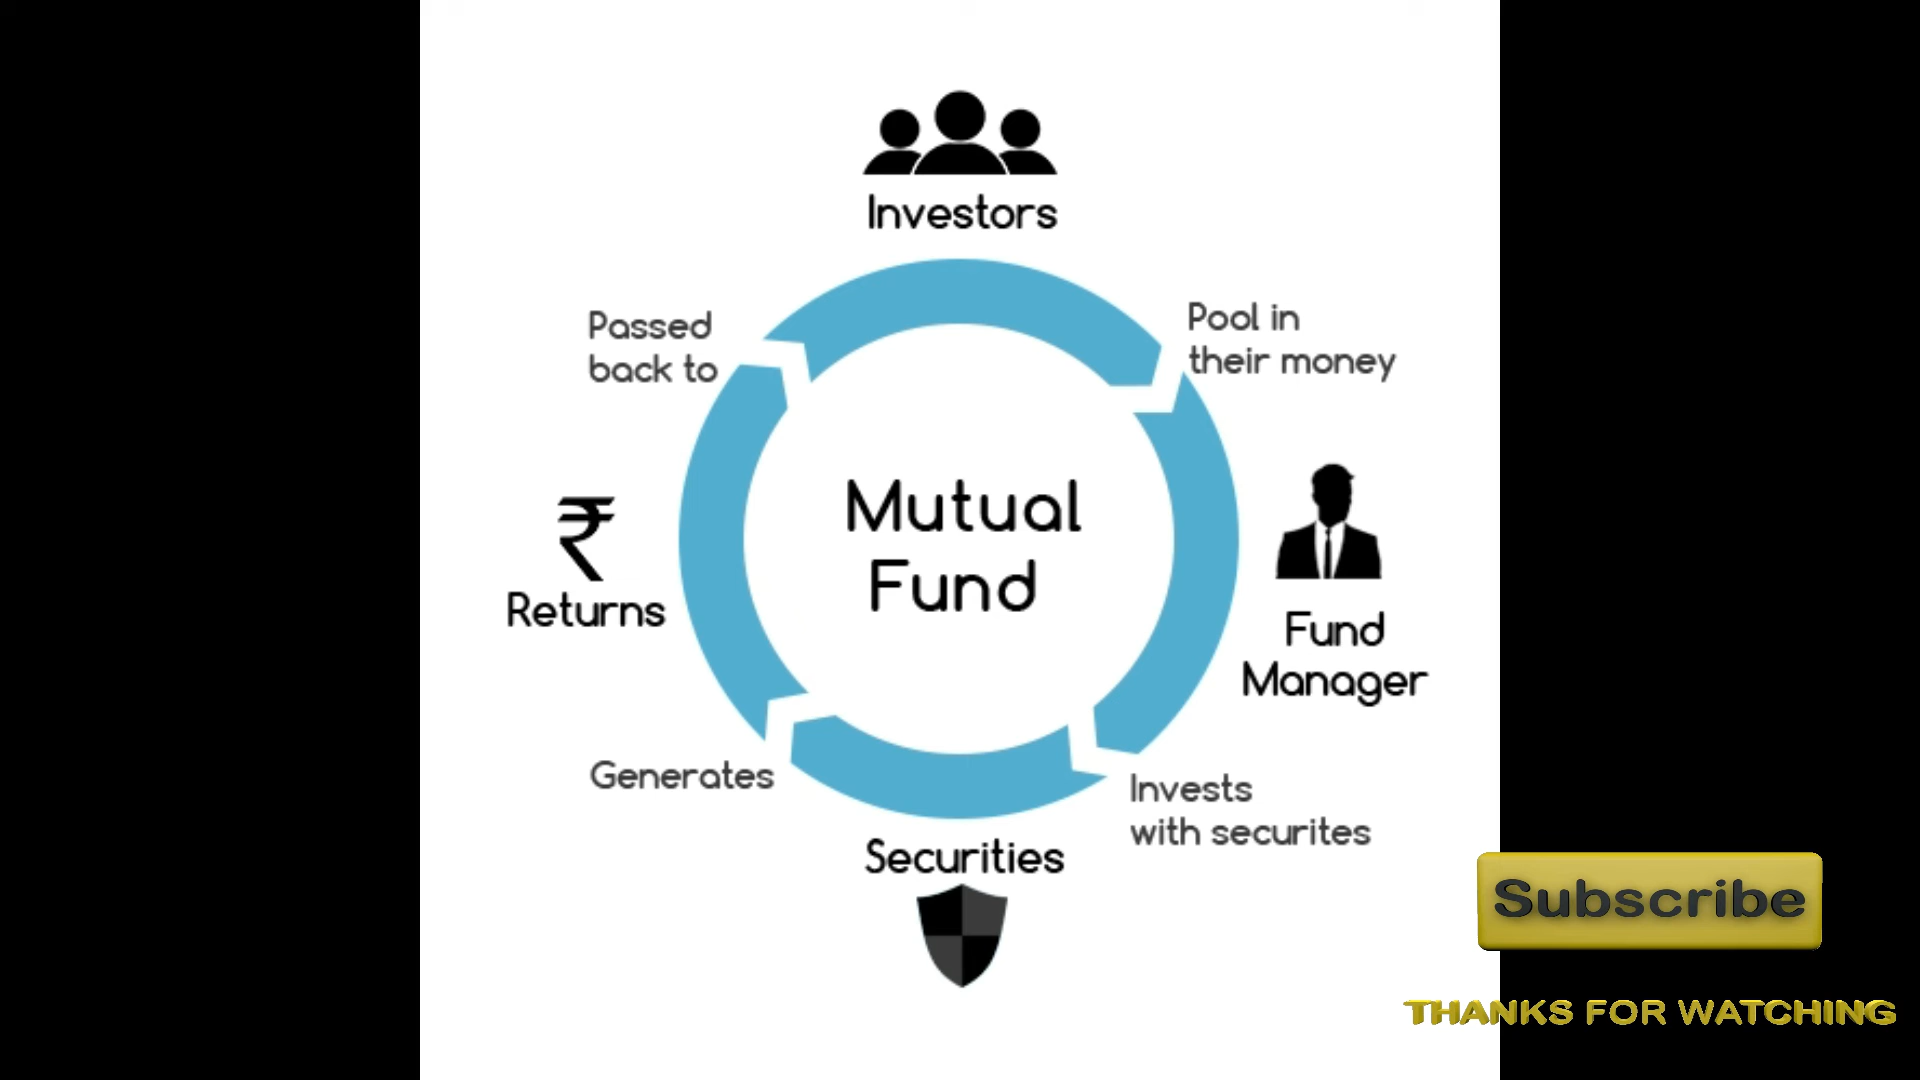 Investors
Passed
back to
Pool in
their money
Mutual
Fund
₹
Returns
Fund
Manager
Generates
Invests
with securites
Securities
Subscribe
THANKS FOR WATCHING